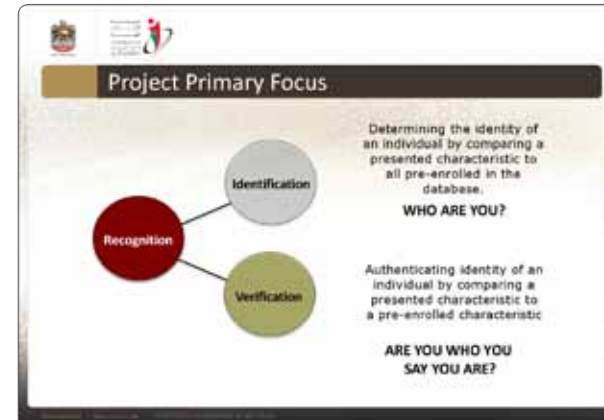 Project Primary Focus
Determining the identity of
an individual by comparing a
presented characteristic to
all pre-enrolled in the
database.
WHO ARE YOU?
Identification
Recognition
Verification
Authenticating identity of an
individual by comparing a
presented characteristic to
a pre-enrolled characteristic
ARE YOU WHO YOU
SAY YOU ARE?